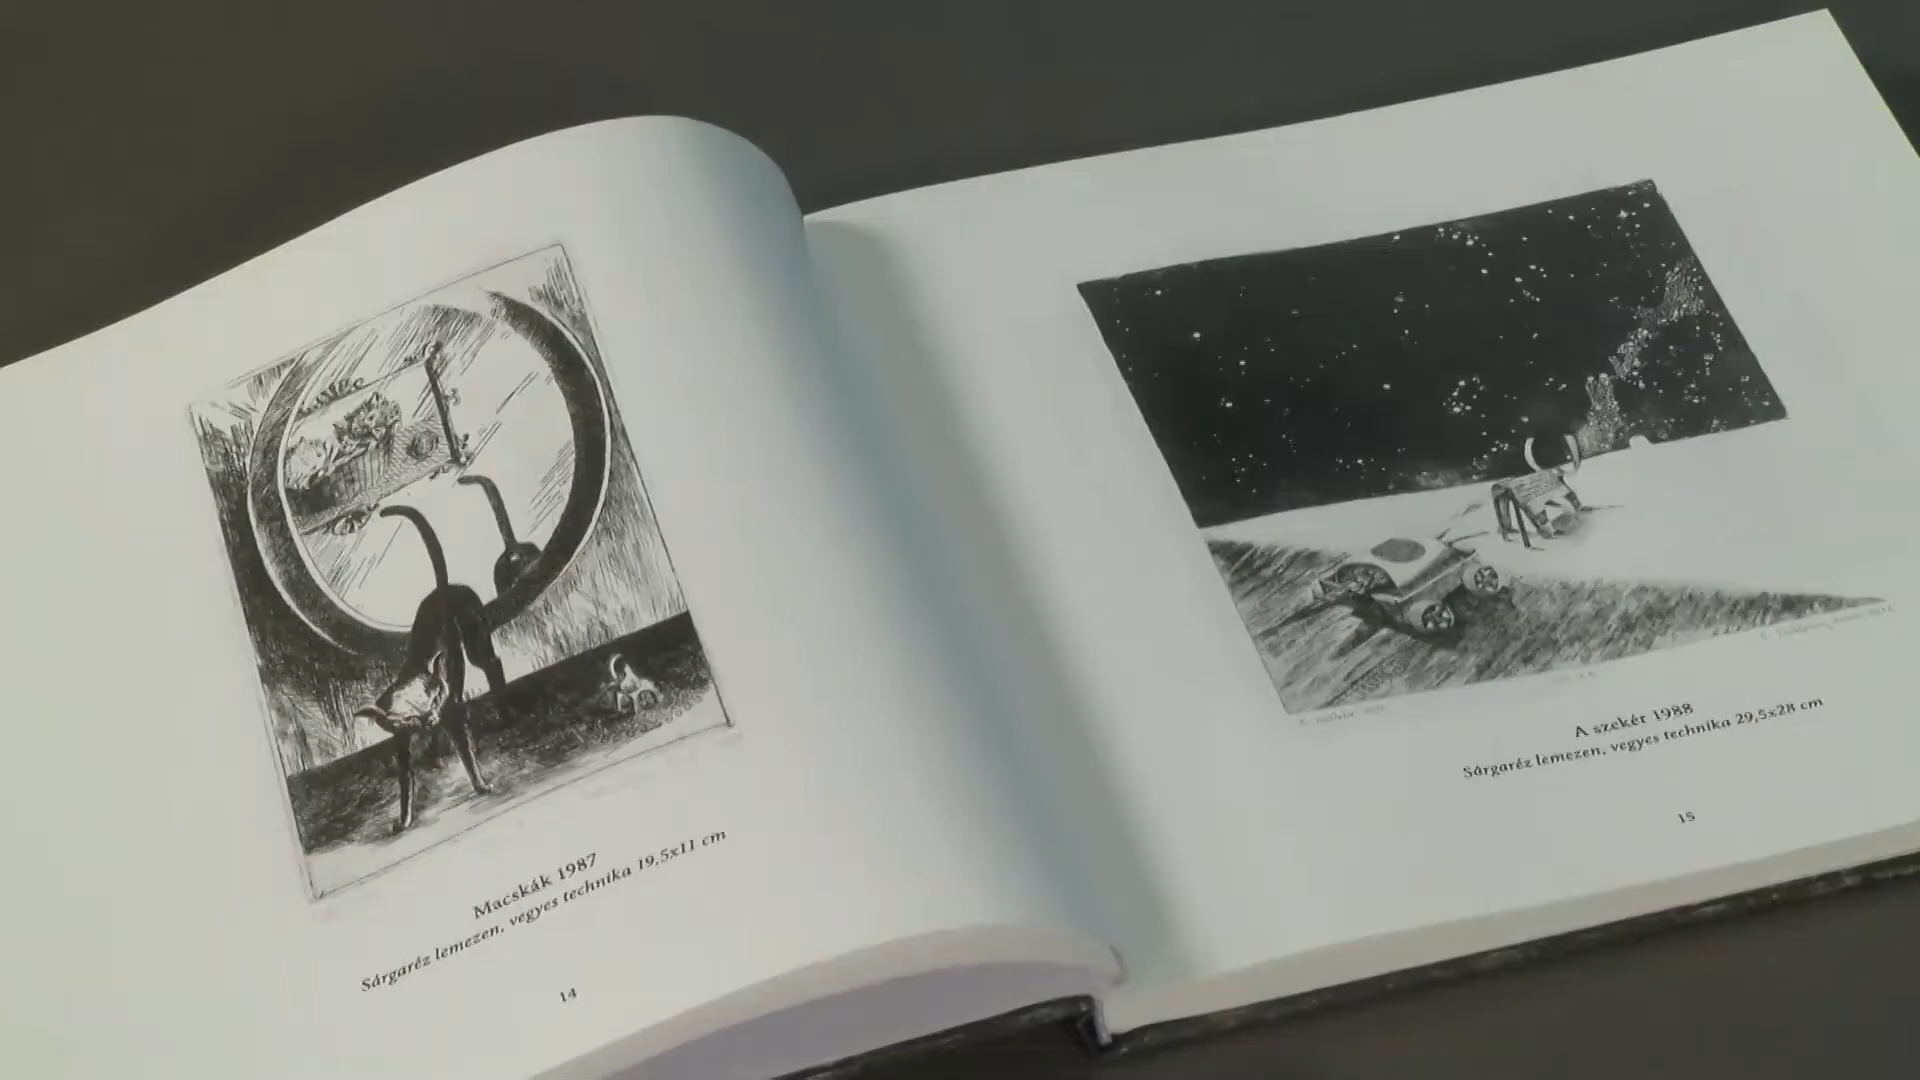 Macskák 1987
Sárgaréz lemezen, vegyes technika 19,5x11 cm
14
A szekér 1988
Sárgaréz lemezen, vegyes technika 29,5x28 cm
15